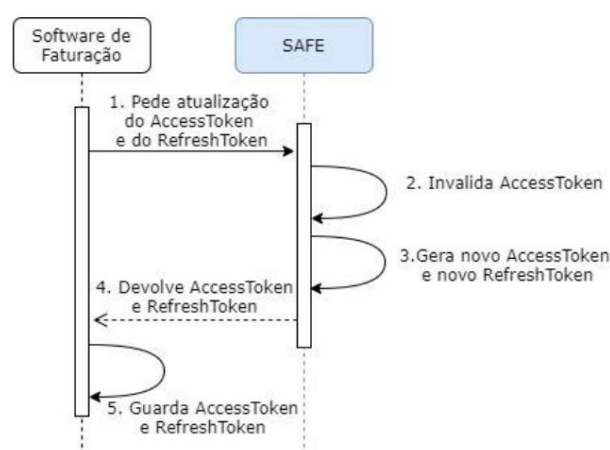 Software de
Faturação
SAFE
1. Pede atualização
do AccessToken
e do RefreshToken
2. Invalida AccessToken
3.Gera novo AccessToken
e novo RefreshToken
4. Devolve AccessToken
e RefreshToken
5. Guarda AccessToken
e RefreshToken